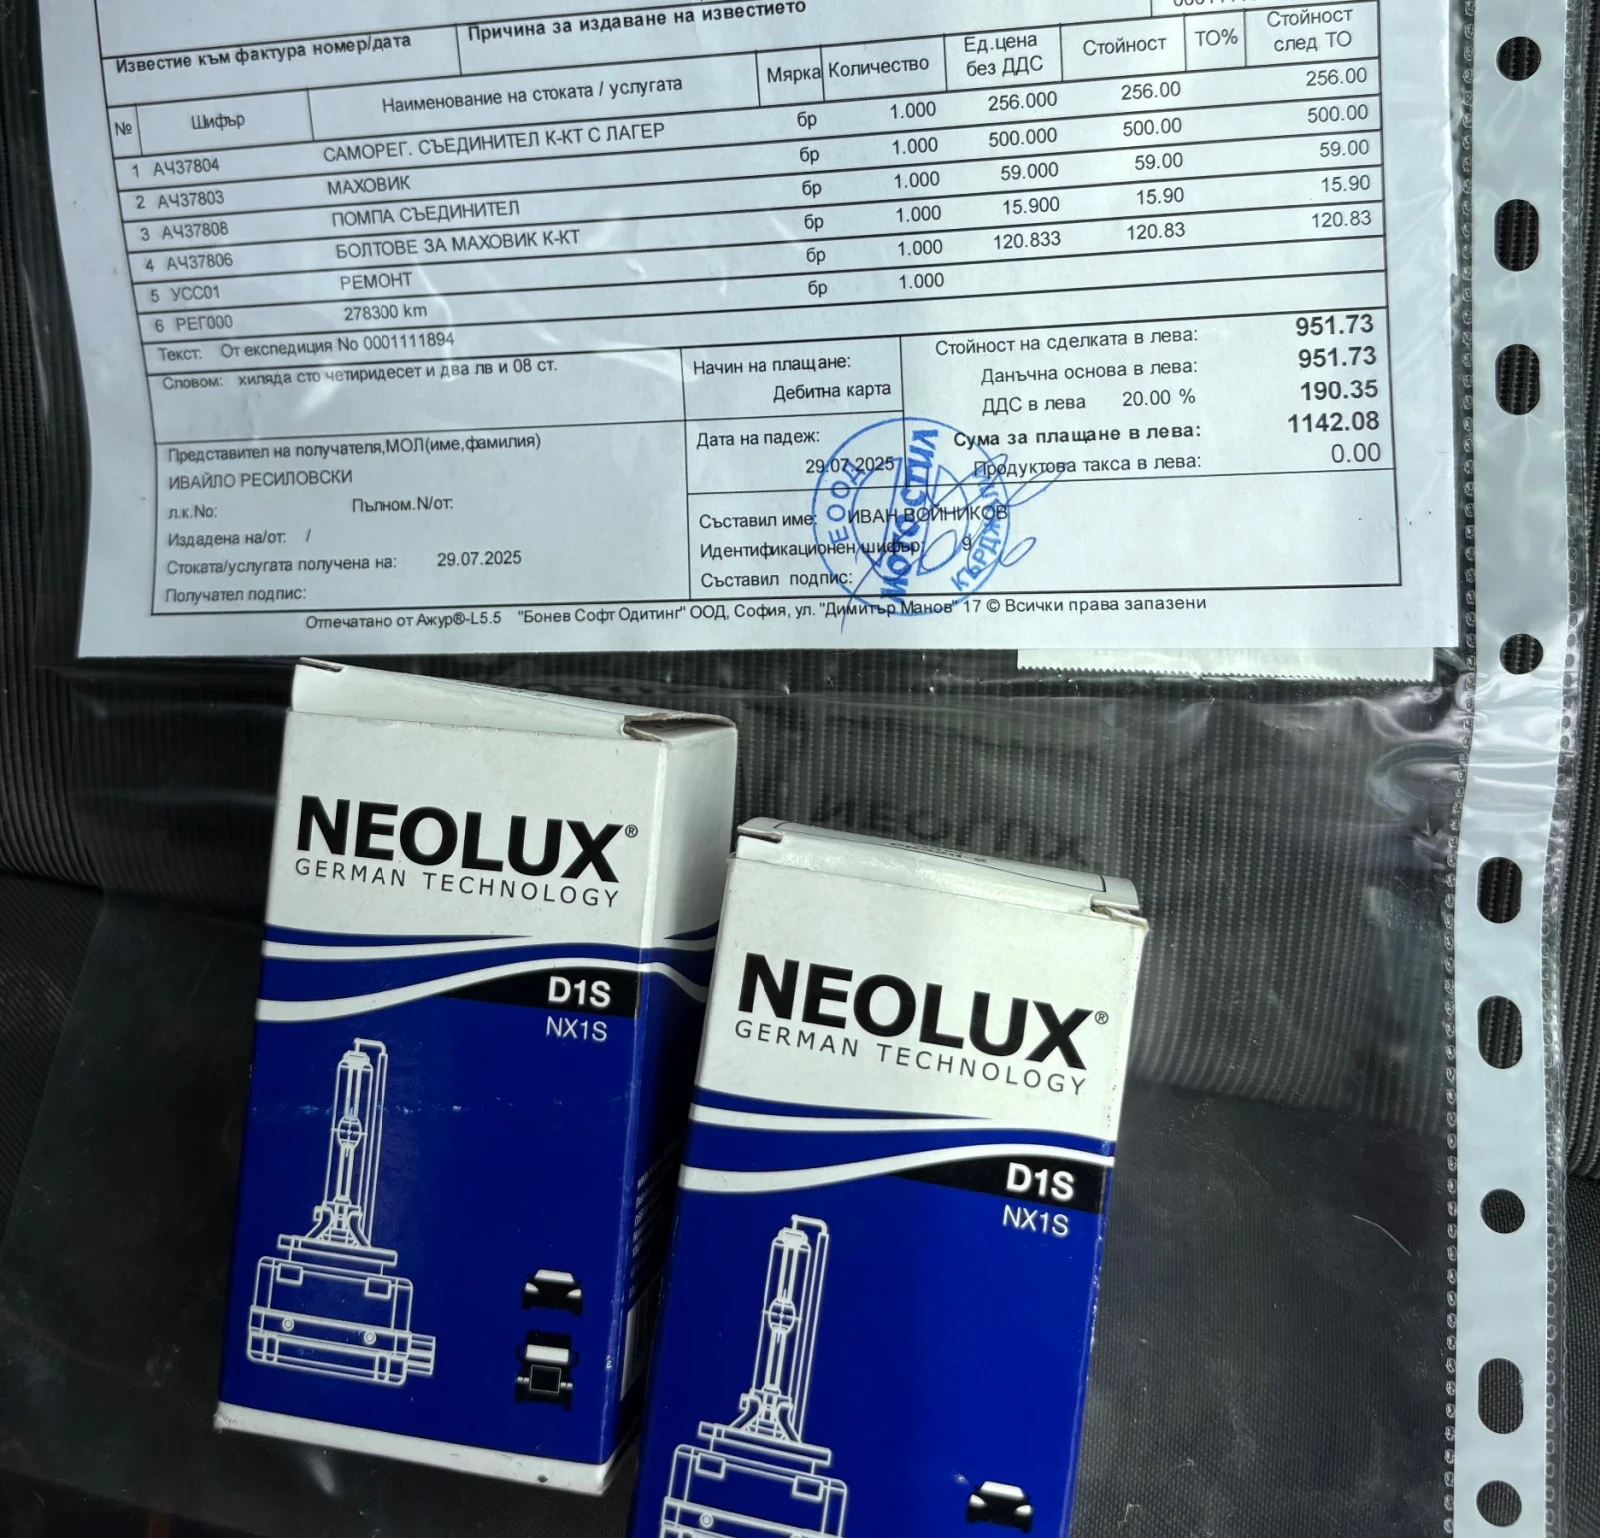 Известие към фактура номер/дата
Причина за издаване на известието
№ Шифър Наименование на стоката / услугата Мярка Количество Ед.цена без ДДС Стойност ТО% Стойност след ТО
1 АЧ37804 САМОРЕГ. СЪЕДИНИТЕЛ К-КТ С ЛАГЕР бр 1.000 256.000 256.00 256.00
2 АЧ37803 МАХОВИК бр 1.000 500.000 500.00 500.00
3 АЧ37808 ПОМПА СЪЕДИНИТЕЛ бр 1.000 59.000 59.00 59.00
4 АЧ37806 БОЛТОВЕ ЗА МАХОВИК К-КТ бр 1.000 15.900 15.90 15.90
5 УСС01 РЕМОНТ бр 1.000 120.833 120.83 120.83
6 РЕГ000 278300 km бр 1.000
Текст: От експедиция No 0001111894
Словом: хиляда сто четиридесет и два лв и 08 ст.
Начин на плащане:
Дебитна карта
Стойност на сделката в лева: 951.73
Данъчна основа в лева: 951.73
ДДС в лева 20.00 % 190.35
Сума за плащане в лева: 1142.08
Продуктова такса в лева: 0.00
Представител на получателя,МОЛ(име,фамилия)
ИВАЙЛО РЕСИЛОВСКИ
л.к.No: Пълном.N/от:
Издадена на/от: /
Стоката/услугата получена на: 29.07.2025
Получател подпис:
Дата на падеж:
29.07.2025
Съставил име: ИВАН ВОЙНИКОВ
Идентификационен шифър: 9
Съставил подпис:
ЕООД
МОТО СТИЛ
КЪРДЖАЛИ
Отпечатано от Ажур®-L5.5 "Бонев Софт Одитинг" ООД, София, ул. "Димитър Манов" 17 © Всички права запазени
NEOLUX®
GERMAN TECHNOLOGY
D1S
NX1S
NEOLUX®
GERMAN TECHNOLOGY
D1S
NX1S